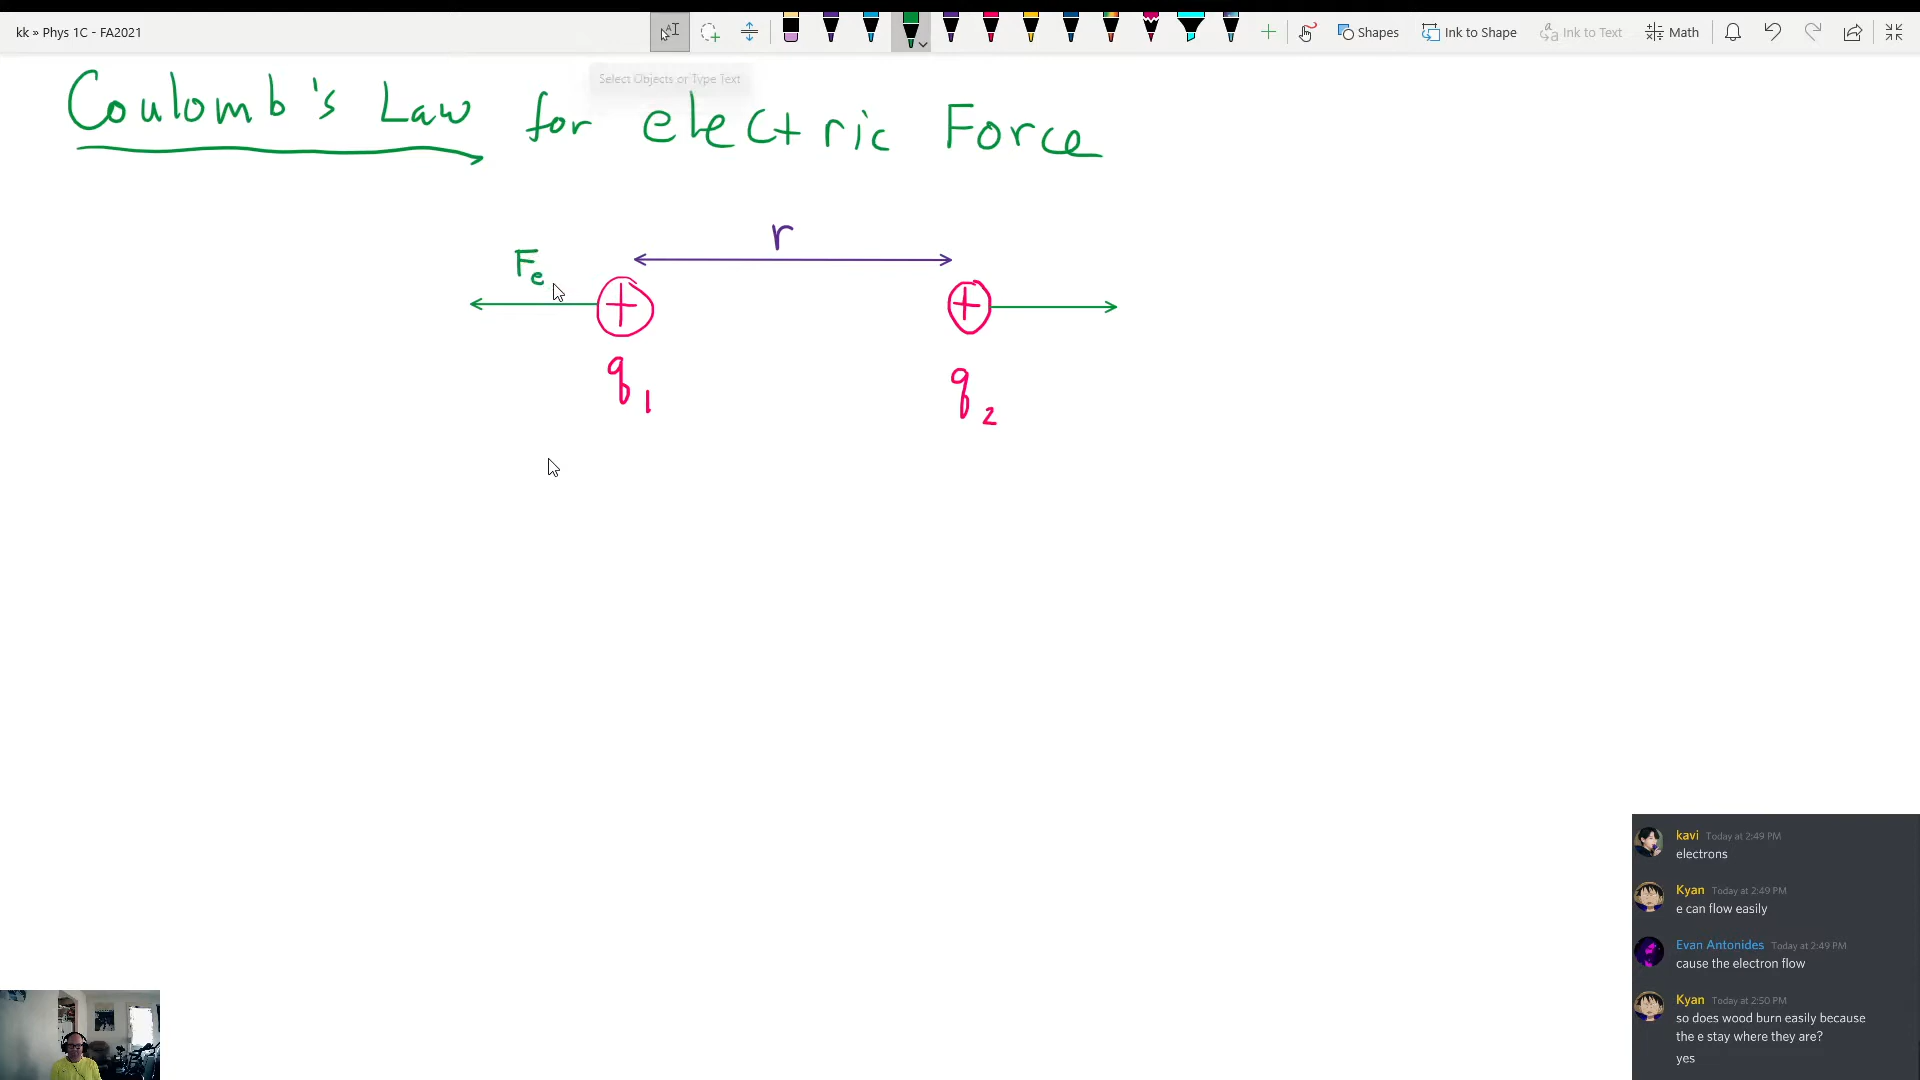 kk » Phys 1C - FA2021
Shapes
Ink to Shape
Ink to Text
Math
Select Objects or Type Text
Coulomb's Law for electric Force
r
Fe
+ +
q1 q2
kavi Today at 2:49 PM
electrons
Kyan Today at 2:49 PM
e can flow easily
Evan Antonides Today at 2:49 PM
cause the electron flow
Kyan Today at 2:50 PM
so does wood burn easily because
the e stay where they are?
yes